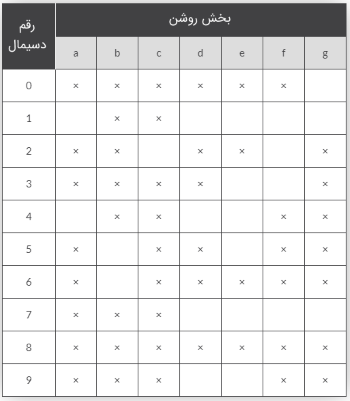 رقم دسیمال | بخش روشن
a b c d e f g
0 × × × × × ×
1 × ×
2 × × × × ×
3 × × × × ×
4 × × × ×
5 × × × × ×
6 × × × × × ×
7 × × ×
8 × × × × × × ×
9 × × × × ×